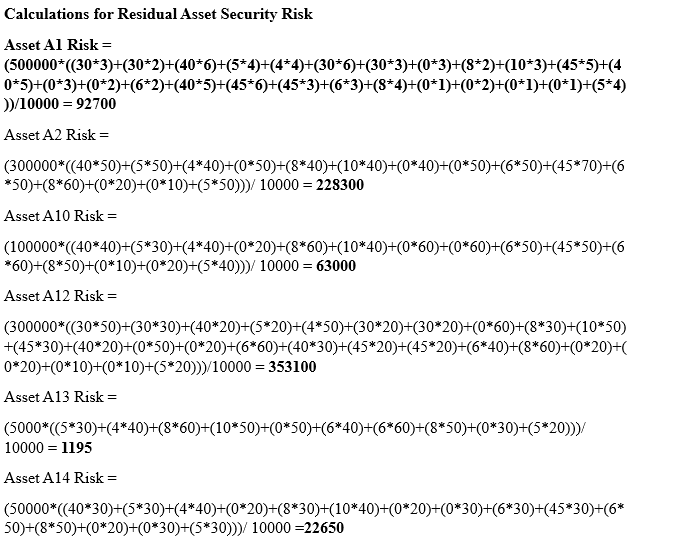 Calculations for Residual Asset Security Risk
Asset A1 Risk =
(500000*((30*3)+(30*2)+(40*6)+(5*4)+(4*4)+(30*6)+(30*3)+(0*3)+(8*2)+(10*3)+(45*5)+(4
0*5)+(0*3)+(0*2)+(6*2)+(40*5)+(45*6)+(45*3)+(6*3)+(8*4)+(0*1)+(0*2)+(0*1)+(0*1)+(5*4)
))/10000 = 92700
Asset A2 Risk =
(300000*((40*50)+(5*50)+(4*40)+(0*50)+(8*40)+(10*40)+(0*40)+(0*50)+(6*50)+(45*70)+(6
*50)+(8*60)+(0*20)+(0*10)+(5*50)))/ 10000 = 228300
Asset A10 Risk =
(100000*((40*40)+(5*30)+(4*40)+(0*20)+(8*60)+(10*40)+(0*60)+(0*60)+(6*50)+(45*50)+(6
*60)+(8*50)+(0*10)+(0*20)+(5*40)))/ 10000 = 63000
Asset A12 Risk =
(300000*((30*50)+(30*30)+(40*20)+(5*20)+(4*50)+(30*20)+(30*20)+(0*60)+(8*30)+(10*50)
+(45*30)+(40*20)+(0*50)+(0*20)+(6*60)+(40*30)+(45*20)+(45*20)+(6*40)+(8*60)+(0*20)+(
0*20)+(0*10)+(0*10)+(5*20)))/10000 = 353100
Asset A13 Risk =
(5000*((5*30)+(4*40)+(8*60)+(10*50)+(0*50)+(6*40)+(6*60)+(8*50)+(0*30)+(5*20)))/
10000 = 1195
Asset A14 Risk =
(50000*((40*30)+(5*30)+(4*40)+(0*20)+(8*30)+(10*40)+(0*20)+(0*30)+(6*30)+(45*30)+(6*
50)+(8*50)+(0*20)+(0*30)+(5*30)))/ 10000 =22650